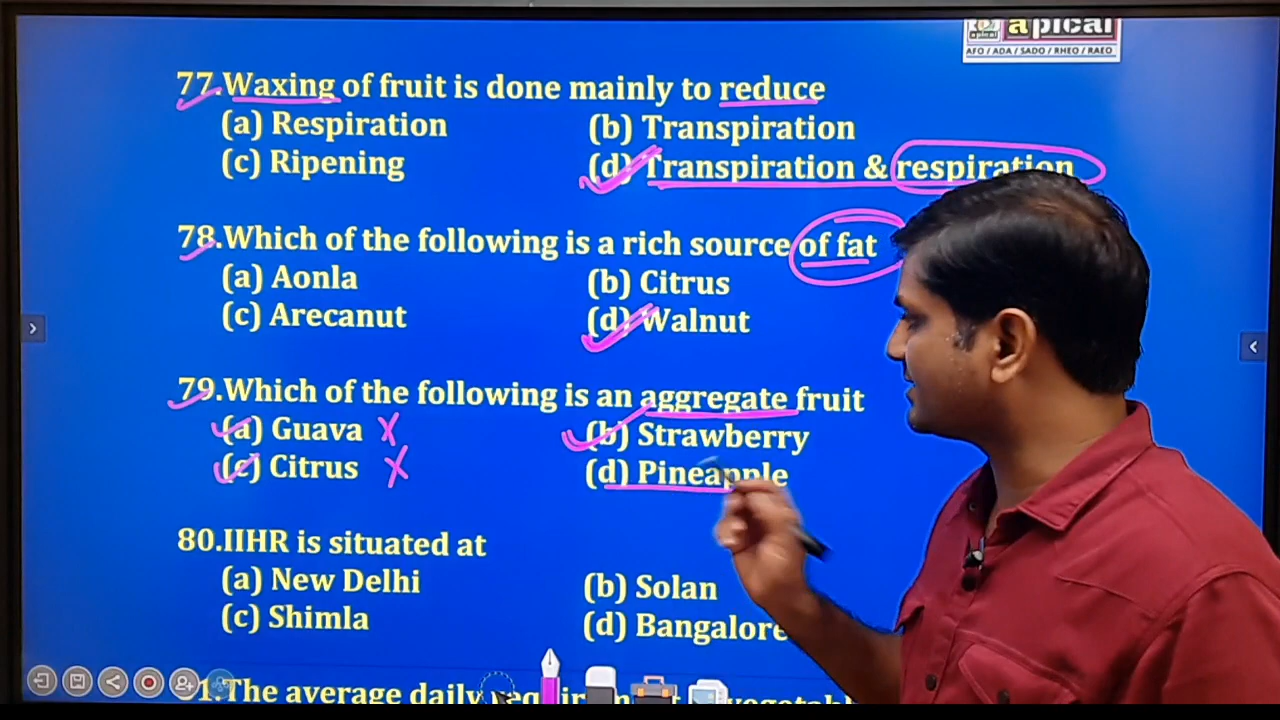 apical
AFO / ADA / SADO / RHEO / RAEO
77.Waxing of fruit is done mainly to reduce
(a) Respiration (b) Transpiration
(c) Ripening (d) Transpiration & respiration
78.Which of the following is a rich source of fat
(a) Aonla (b) Citrus
(c) Arecanut (d) Walnut
79.Which of the following is an aggregate fruit
(a) Guava X (b) Strawberry
(c) Citrus X (d) Pineapple
80.IIHR is situated at
(a) New Delhi (b) Solan
(c) Shimla (d) Bangalore
1.The average daily